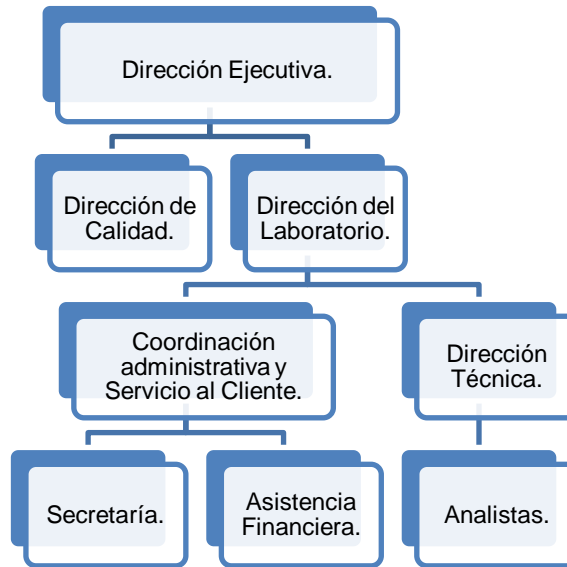 Dirección Ejecutiva.
Dirección de
Calidad.
Dirección del
Laboratorio.
Coordinación
administrativa y
Servicio al Cliente.
Dirección
Técnica.
Secretaría.
Asistencia
Financiera.
Analistas.